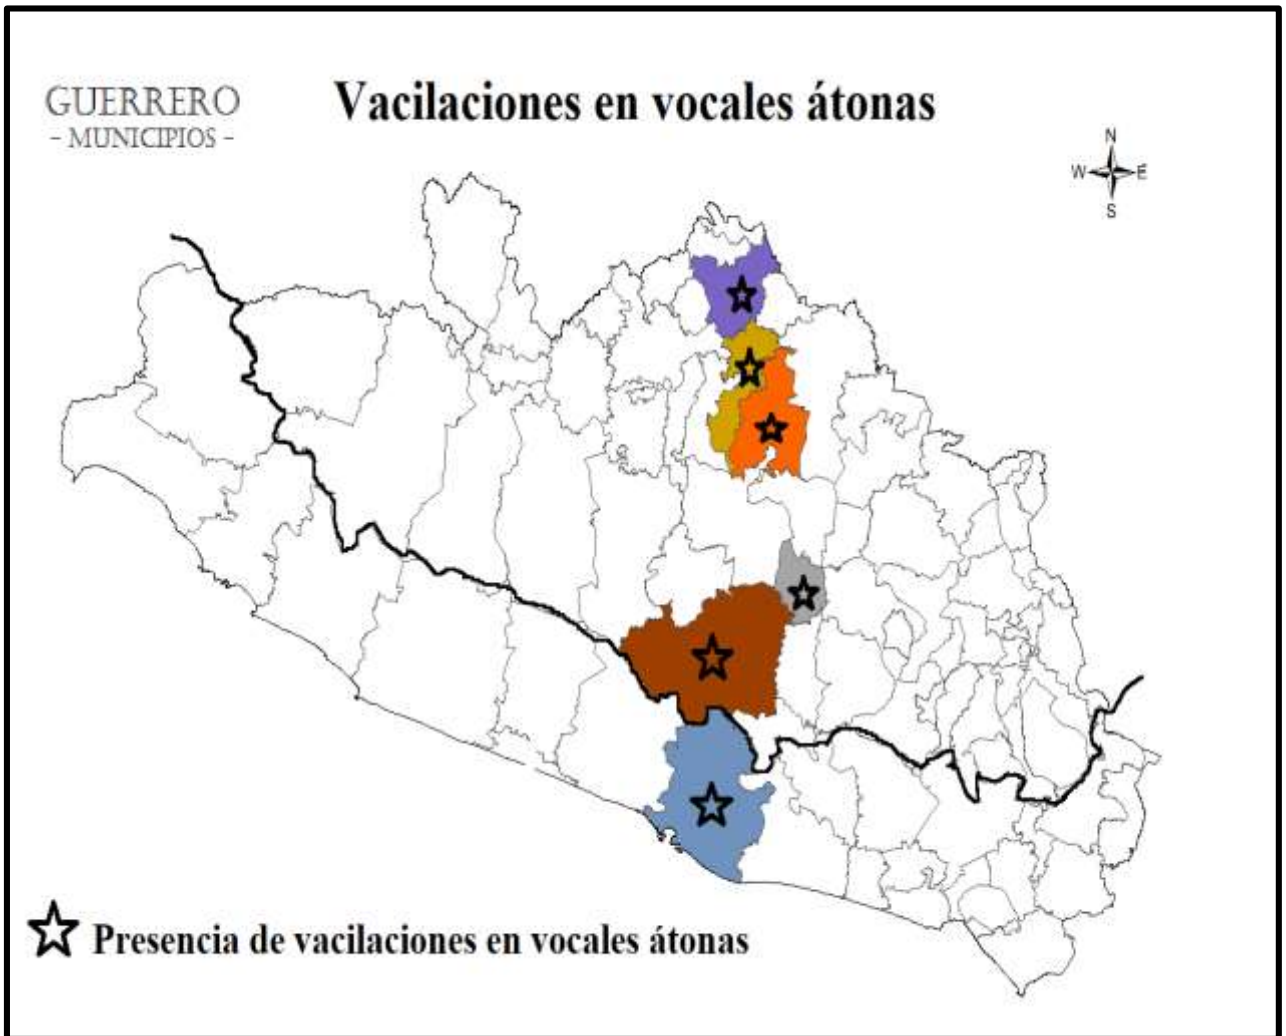 GUERRERO
- MUNICIPIOS -
Vacilaciones en vocales átonas
N
W
E
S
Presencia de vacilaciones en vocales átonas